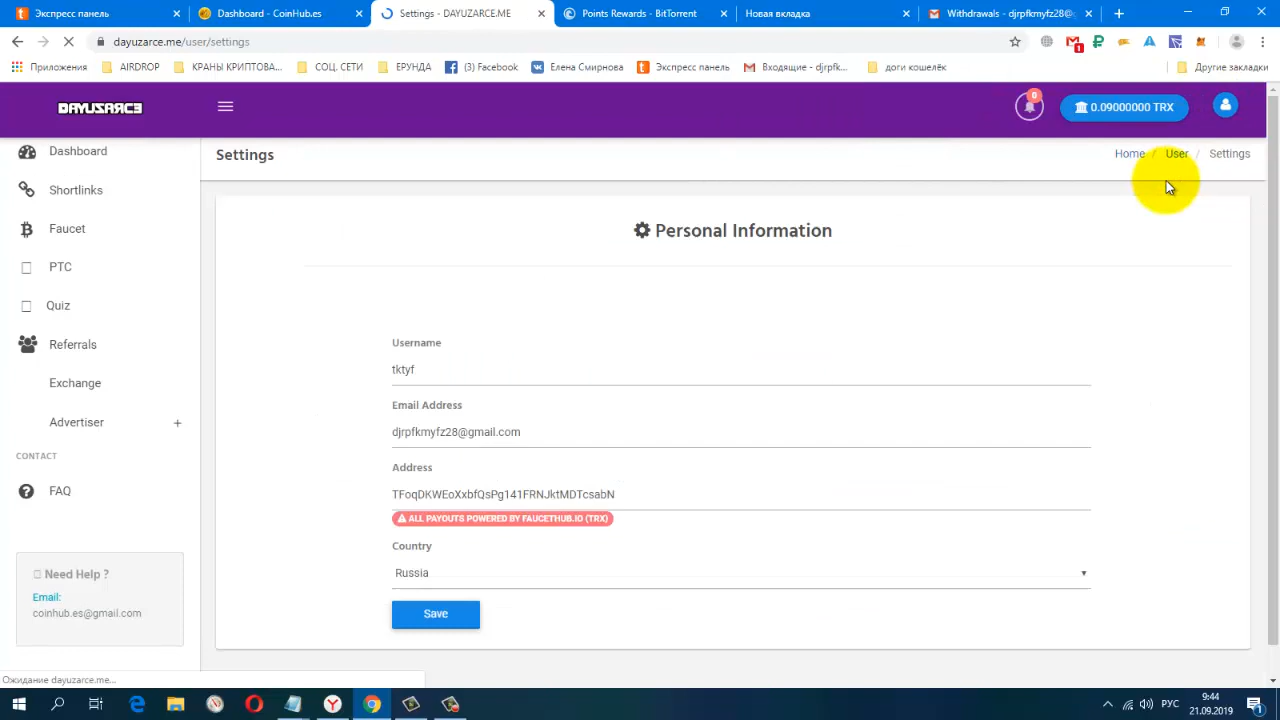 Экспресс панель
Dashboard - CoinHub.es
Settings - DAYUZARCE.ME
Points Rewards - BitTorrent
Новая вкладка
Withdrawals - djrpfkmyfz28@
dayuzarce.me/user/settings
1
Приложения
AIRDROP
КРАНЫ КРИПТОВА...
СОЦ. СЕТИ
ЕРУНДА
(3) Facebook
Елена Смирнова
Экспресс панель
Входящие - djrpfk...
доги кошелёк
Другие закладки
DAYUZARCE
0
0.09000000 TRX
Dashboard
Shortlinks
Faucet
PTC
Quiz
Referrals
Exchange
Advertiser +
CONTACT
FAQ
Need Help ?
Email:
coinhub.es@gmail.com
Settings
Home / User / Settings
Personal Information
Username
tktyf
Email Address
djrpfkmyfz28@gmail.com
Address
TFoqDKWEoXxbfQsPg141FRNJktMDTcsabN
ALL PAYOUTS POWERED BY FAUCETHUB.IO (TRX)
Country
Russia
Save
Ожидание dayuzarce.me...
РУС
9:44
21.09.2019
1